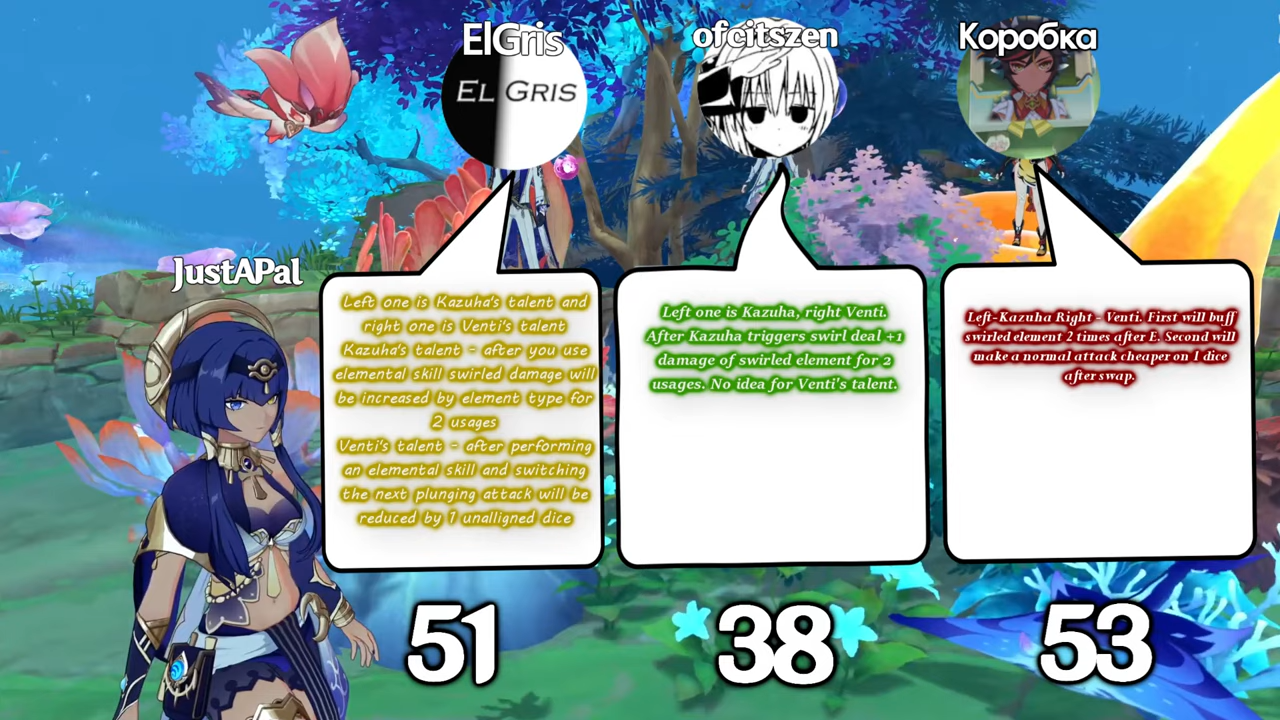 ElGris
ofcitszen
Коробка
EL GRIS
JustAPal
Left one is Kazuha's talent and
right one is Venti's talent
Kazuha's talent - after you use
elemental skill swirled damage will
be increased by element type for
2 usages
Venti's talent - after performing
an elemental skill and switching
the next plunging attack will be
reduced by 1 unalligned dice
Left one is Kazuha, right Venti.
After Kazuha triggers swirl deal +1
damage of swirled element for 2
usages. No idea for Venti's talent.
Left-Kazuha Right - Venti. First will buff
swirled element 2 times after E. Second will
make a normal attack cheaper on 1 dice
after swap.
51
38
53